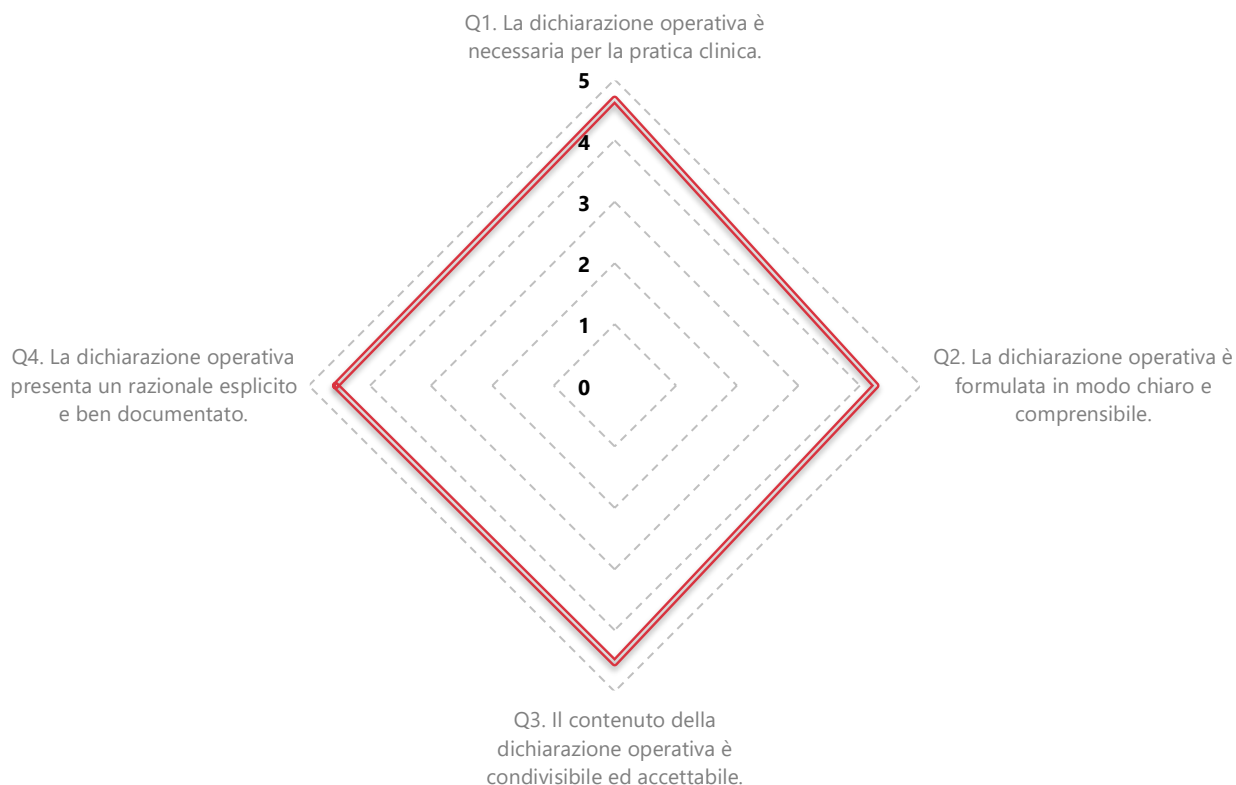 Q1. La dichiarazione operativa è
necessaria per la pratica clinica.
5
4
3
2
1
0
Q4. La dichiarazione operativa
presenta un razionale esplicito
e ben documentato.
Q2. La dichiarazione operativa è
formulata in modo chiaro e
comprensibile.
Q3. Il contenuto della
dichiarazione operativa è
condivisibile ed accettabile.